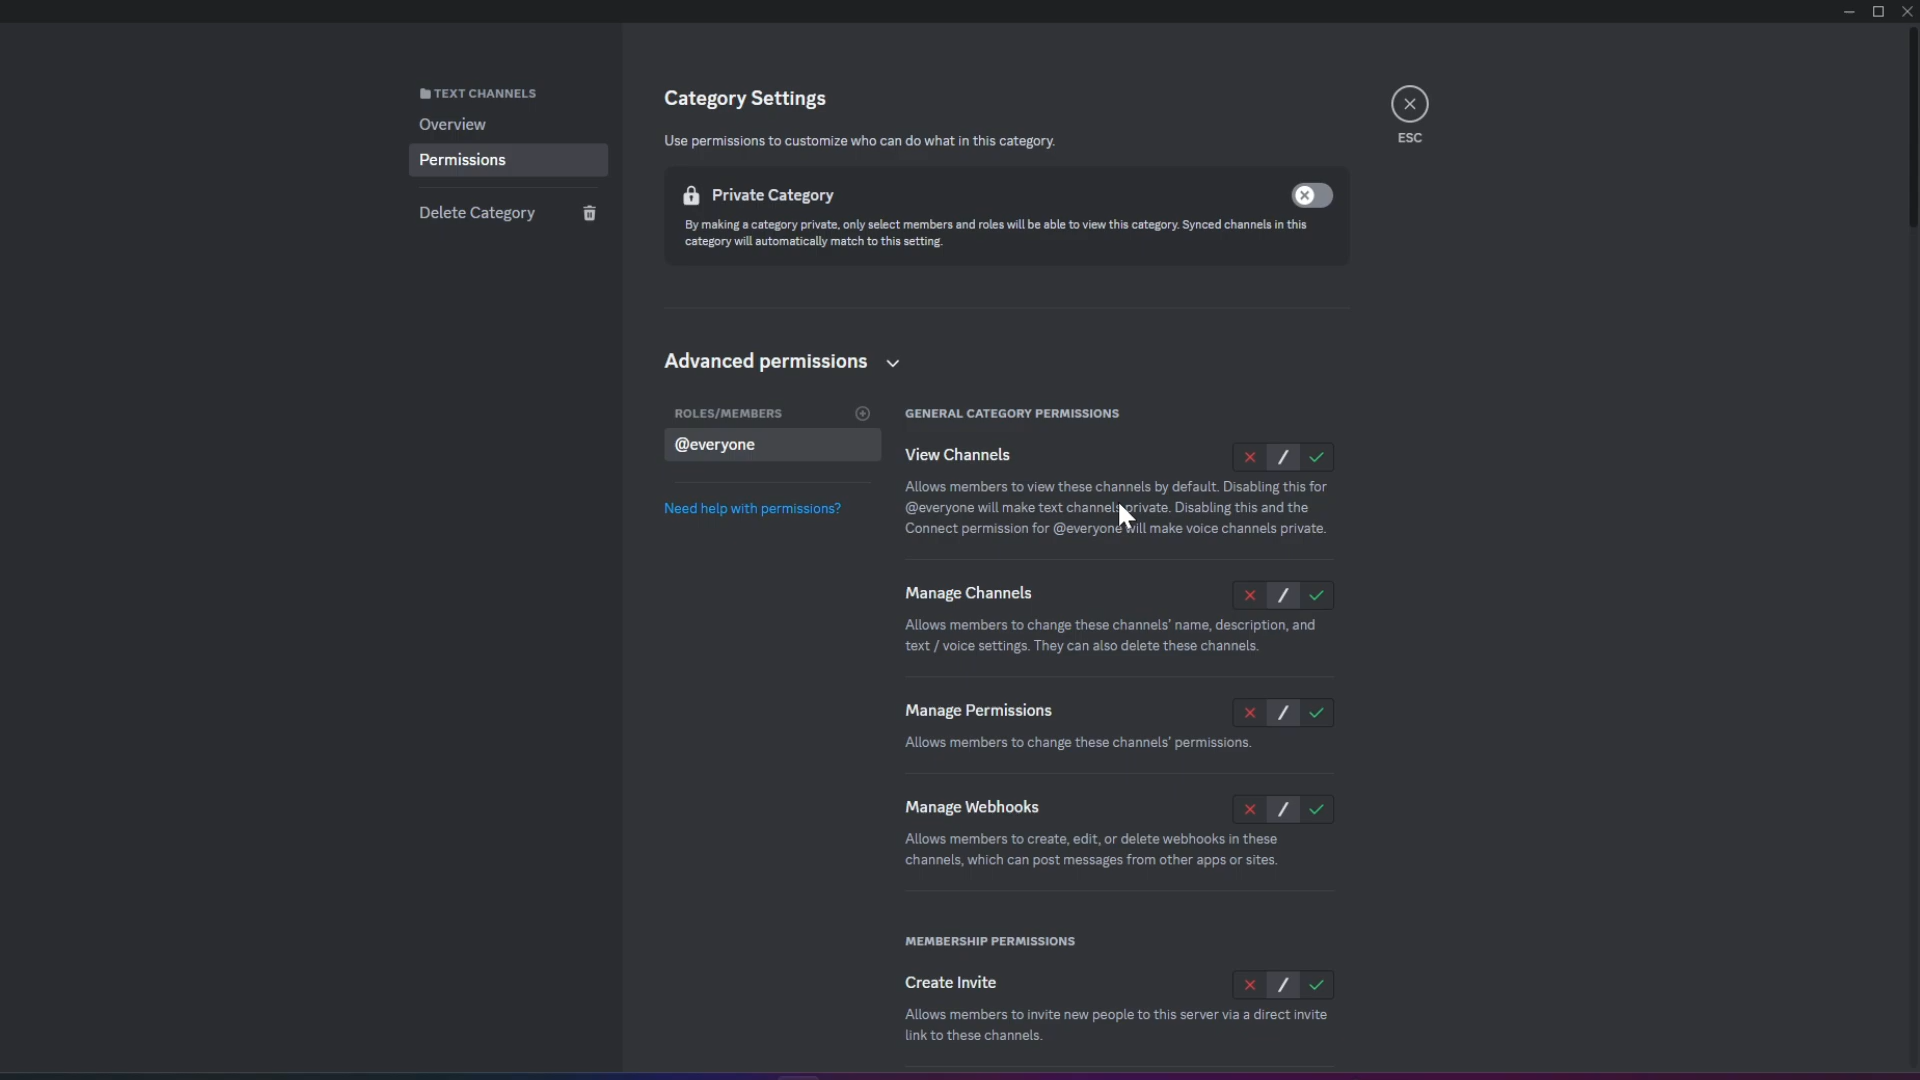 TEXT CHANNELS
Overview
Permissions
Delete Category
Category Settings
Use permissions to customize who can do what in this category.
Private Category
By making a category private, only select members and roles will be able to view this category. Synced channels in this
category will automatically match to this setting.
ESC
Advanced permissions
ROLES/MEMBERS
@everyone
Need help with permissions?
GENERAL CATEGORY PERMISSIONS
View Channels
Allows members to view these channels by default. Disabling this for
@everyone will make text channels private. Disabling this and the
Connect permission for @everyone will make voice channels private.
Manage Channels
Allows members to change these channels' name, description, and
text / voice settings. They can also delete these channels.
Manage Permissions
Allows members to change these channels' permissions.
Manage Webhooks
Allows members to create, edit, or delete webhooks in these
channels, which can post messages from other apps or sites.
MEMBERSHIP PERMISSIONS
Create Invite
Allows members to invite new people to this server via a direct invite
link to these channels.